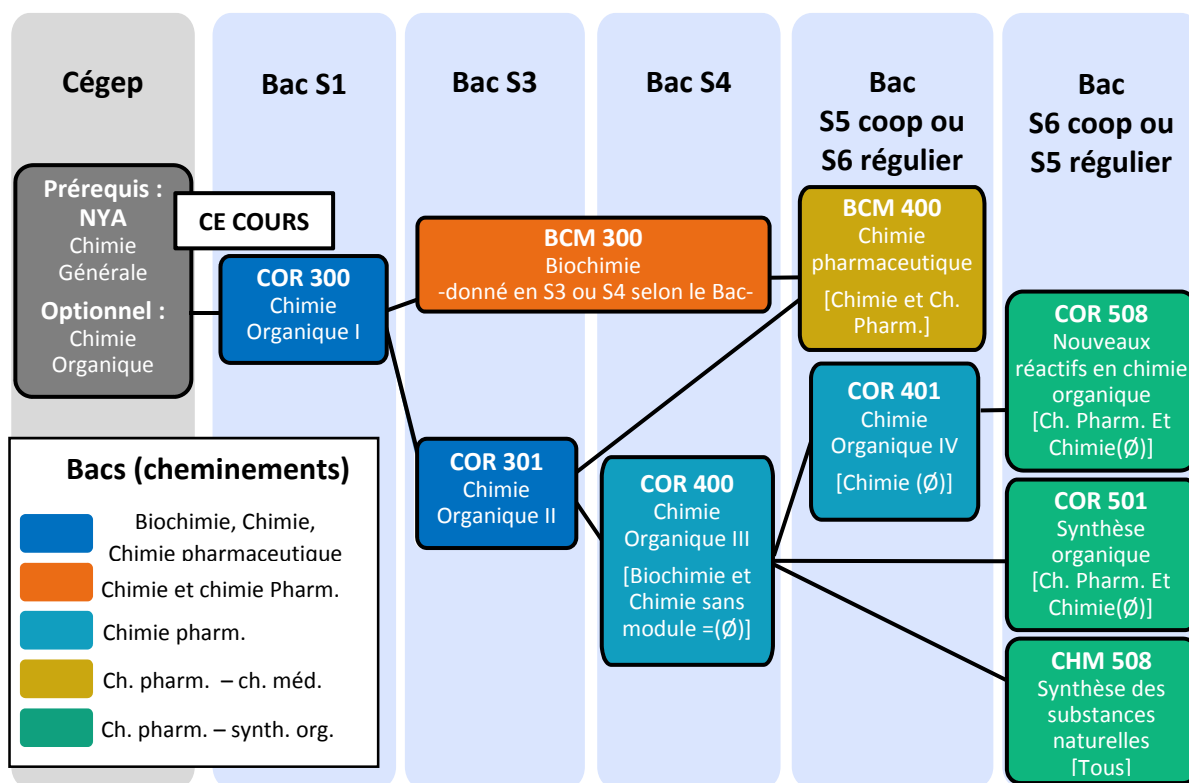 Cégep
Bac S1
Bac S3
Bac S4
Bac
S5 coop ou
S6 régulier
Bac
S6 coop ou
S5 régulier
Prérequis :
NYA
Chimie
Générale
Optionnel :
Chimie
Organique
CE COURS
COR 300
Chimie
Organique I
BCM 300
Biochimie
-donné en S3 ou S4 selon le Bac-
COR 301
Chimie
Organique II
COR 400
Chimie
Organique III
[Biochimie et
Chimie sans
module =(Ø)]
BCM 400
Chimie
pharmaceutique
[Chimie et Ch.
Pharm.]
COR 401
Chimie
Organique IV
[Chimie (Ø)]
COR 508
Nouveaux
réactifs en chimie
organique
[Ch. Pharm. Et
Chimie(Ø)]
COR 501
Synthèse
organique
[Ch. Pharm. Et
Chimie(Ø)]
CHM 508
Synthèse des
substances
naturelles
[Tous]
Bacs (cheminements)
Biochimie, Chimie,
Chimie pharmaceutique
Chimie et chimie Pharm.
Chimie pharm.
Ch. pharm. – ch. méd.
Ch. pharm. – synth. org.